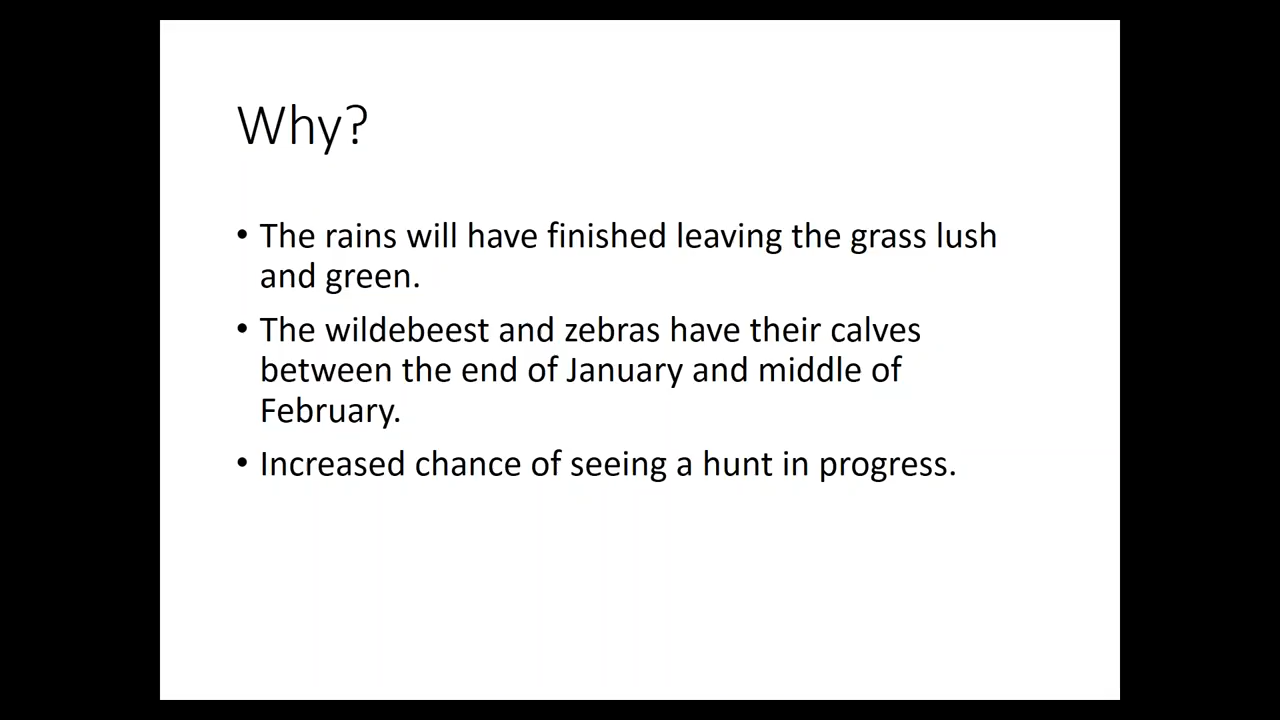 Why?
• The rains will have finished leaving the grass lush
and green.
• The wildebeest and zebras have their calves
between the end of January and middle of
February.
• Increased chance of seeing a hunt in progress.